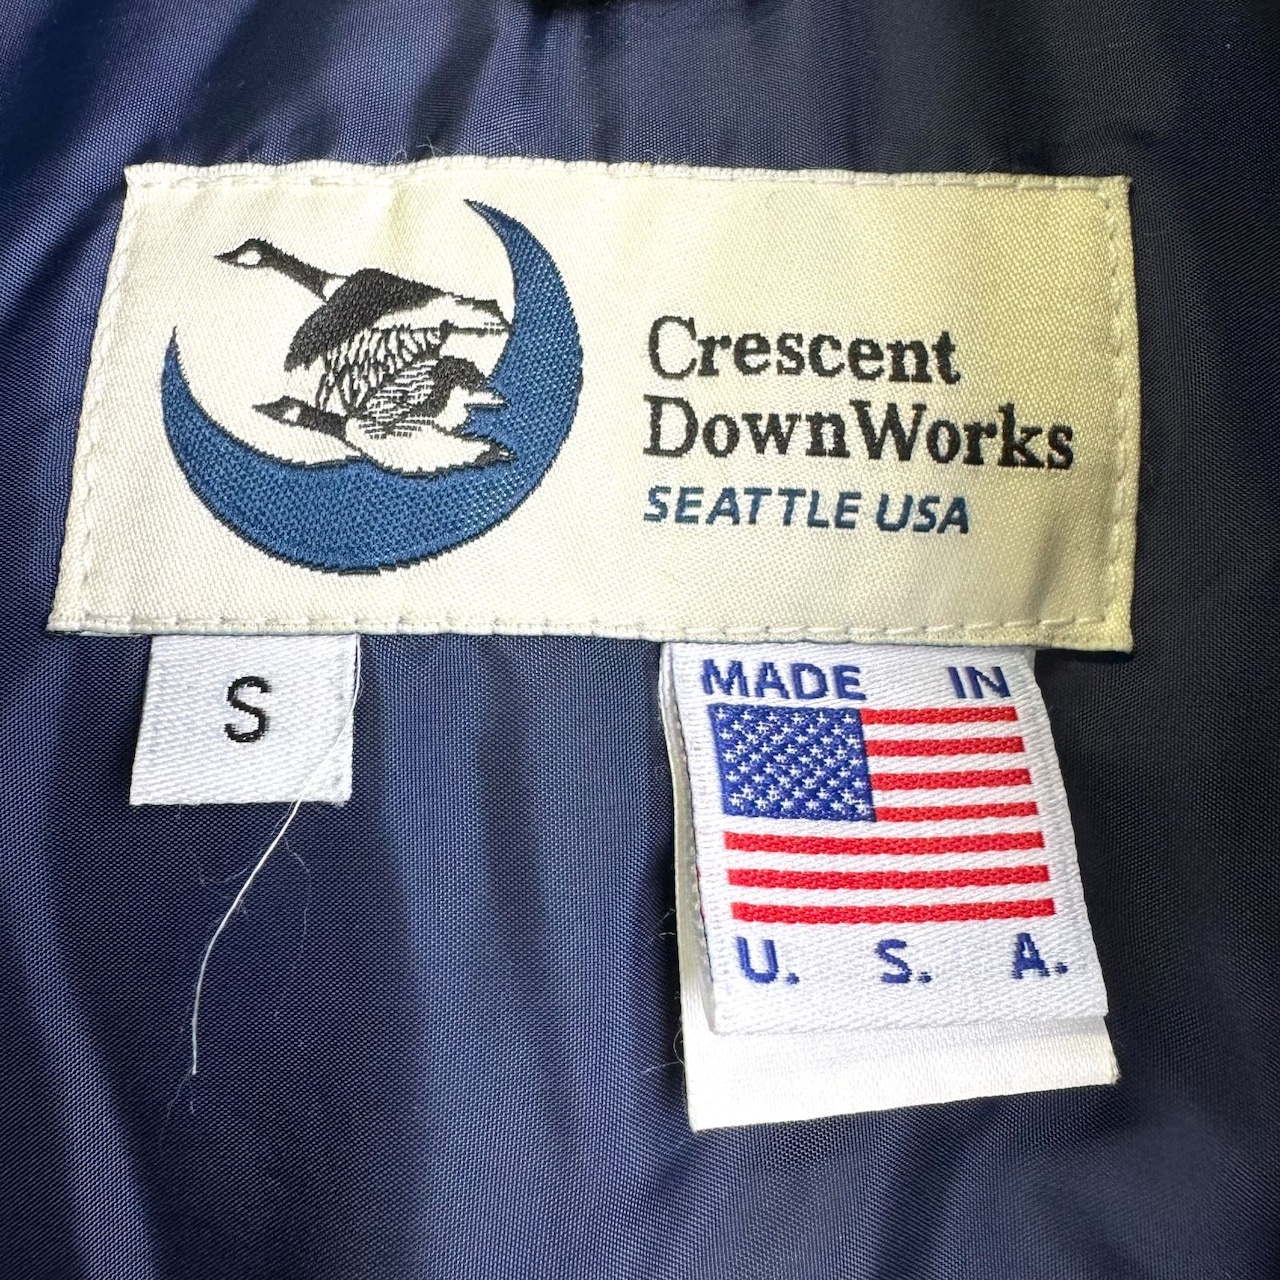 Crescent
DownWorks
SEATTLE USA
S
MADE IN
U. S. A.